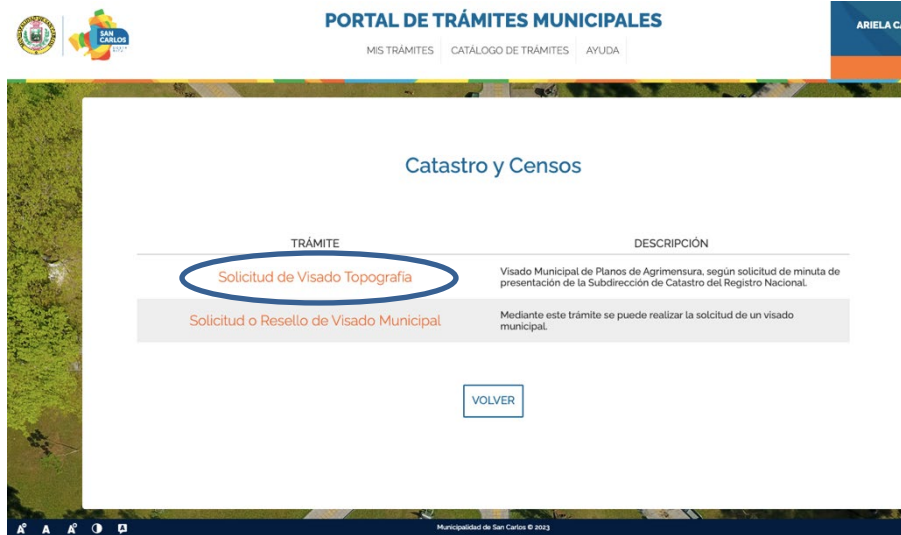 SAN
CARLOS
PORTAL DE TRÁMITES MUNICIPALES
ARIELA
MIS TRÁMITES CATÁLOGO DE TRÁMITES AYUDA
Catastro y Censos
TRÁMITE DESCRIPCIÓN
Solicitud de Visado Topografía
Visado Municipal de Planos de Agrimensura, según solicitud de minuta de
presentación de la Subdirección de Catastro del Registro Nacional.
Solicitud o Resello de Visado Municipal
Mediante este trámite se puede realizar la solcitud de un visado
municipal.
VOLVER
Municipalidad de San Carlos © 2023